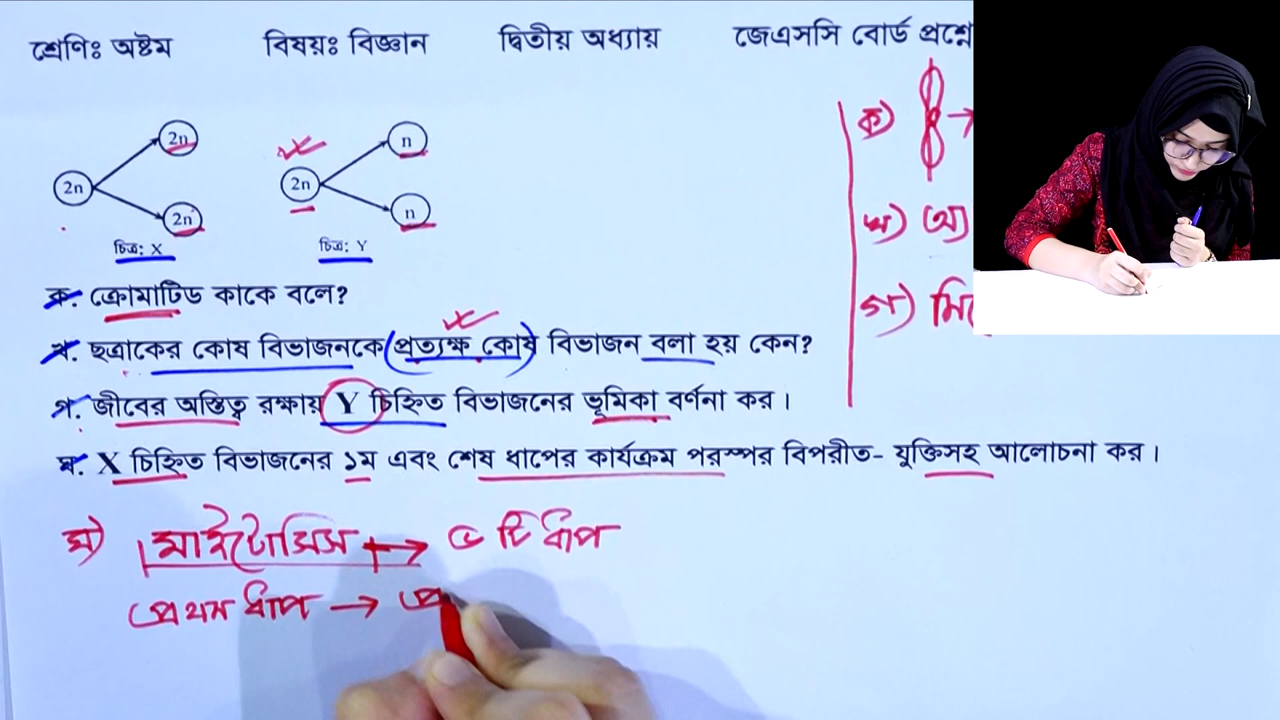 শ্রেণিঃ অষ্টম বিষয়ঃ বিজ্ঞান দ্বিতীয় অধ্যায় জেএসসি বোর্ড প্রশ্নে
2n 2n 2n
চিত্র: X
2n n n
চিত্র: Y
ক. ক্রোমাটিড কাকে বলে?
খ. ছত্রাকের কোষ বিভাজনকে প্রত্যক্ষ কোষ বিভাজন বলা হয় কেন?
গ. জীবের অস্তিত্ব রক্ষায় Y চিহ্নিত বিভাজনের ভূমিকা বর্ণনা কর।
ঘ. X চিহ্নিত বিভাজনের ১ম এবং শেষ ধাপের কার্যক্রম পরস্পর বিপরীত- যুক্তিসহ আলোচনা কর।
ক)
খ) অ্য
গ)
ঘ) মাইটোসিস → ৫ টি ধাপ
প্রথম ধাপ → প্র